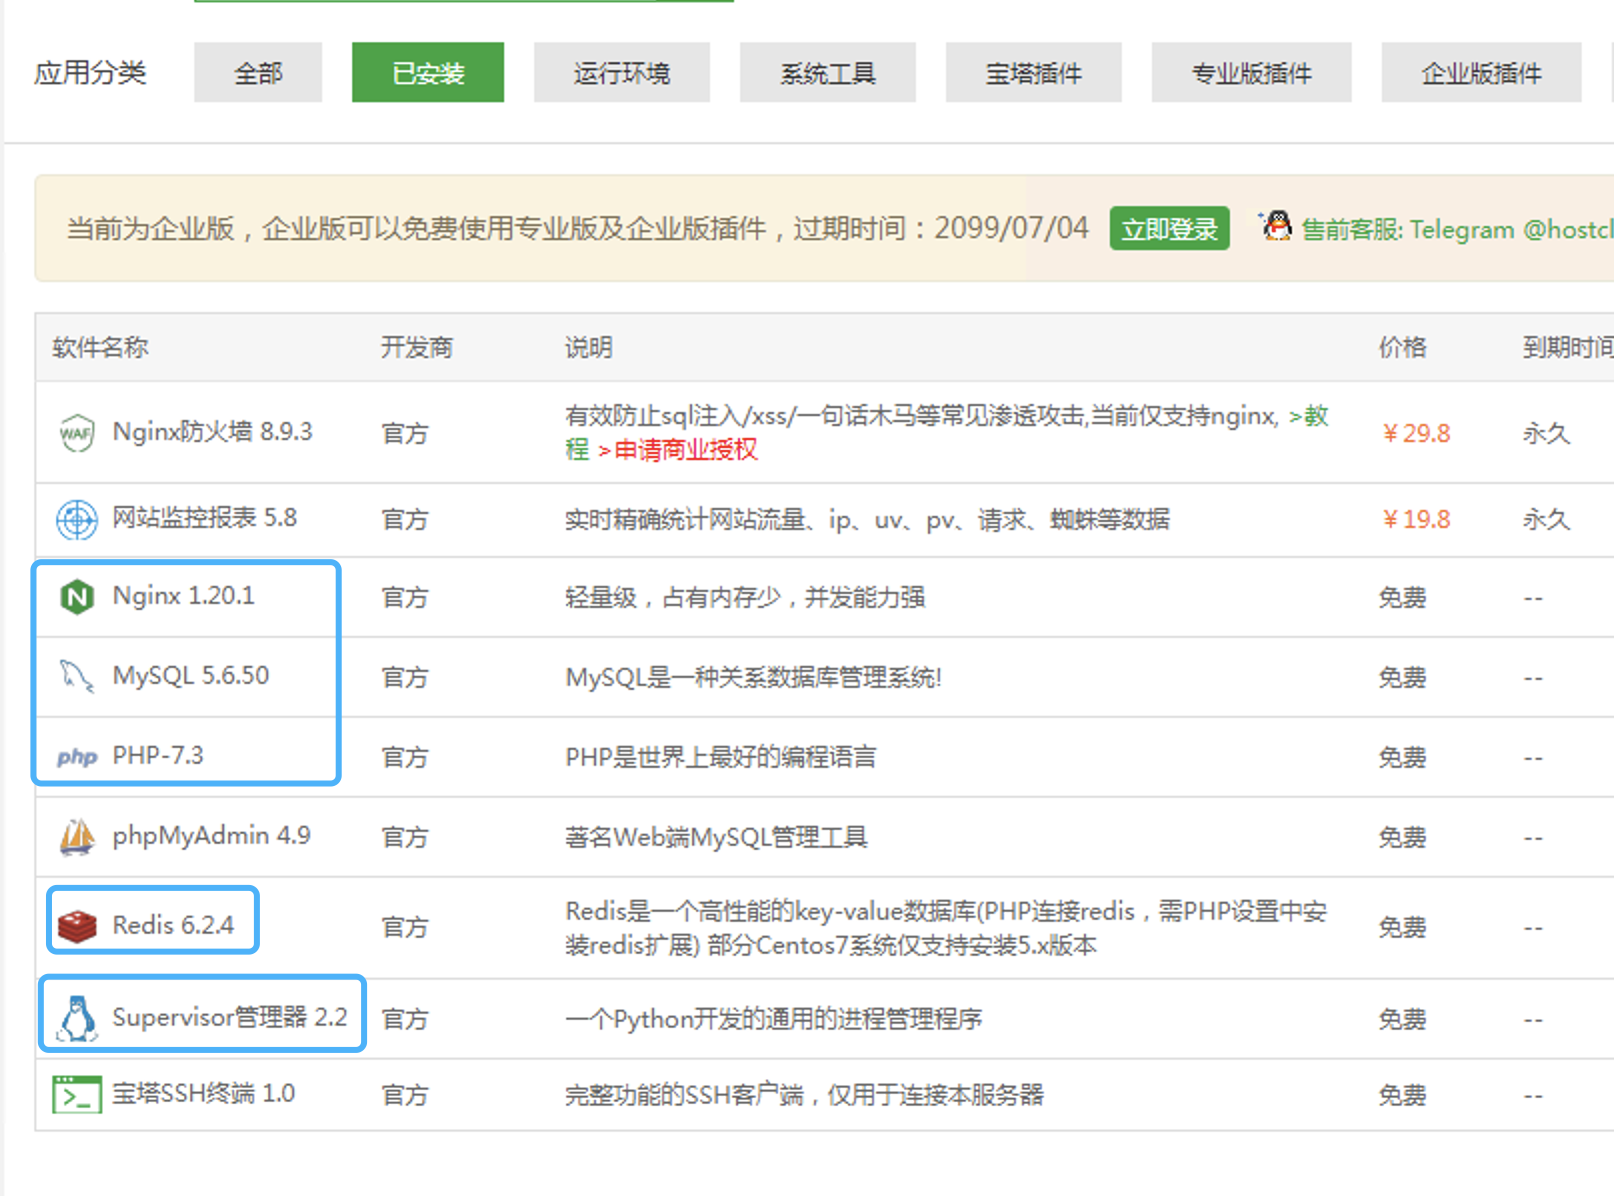 应用分类 全部 已安装 运行环境 系统工具 宝塔插件 专业版插件 企业版插件
当前为企业版，企业版可以免费使用专业版及企业版插件，过期时间：2099/07/04 立即登录 售前客服: Telegram @hostcl
软件名称 开发商 说明 价格 到期时间
WAF Nginx防火墙 8.9.3 官方 有效防止sql注入/xss/一句话木马等常见渗透攻击,当前仅支持nginx, >教
程 >申请商业授权 ￥29.8 永久
网站监控报表 5.8 官方 实时精确统计网站流量、ip、uv、pv、请求、蜘蛛等数据 ￥19.8 永久
N Nginx 1.20.1 官方 轻量级，占有内存少，并发能力强 免费 --
MySQL 5.6.50 官方 MySQL是一种关系数据库管理系统! 免费 --
php PHP-7.3 官方 PHP是世界上最好的编程语言 免费 --
phpMyAdmin 4.9 官方 著名Web端MySQL管理工具 免费 --
Redis 6.2.4 官方 Redis是一个高性能的key-value数据库(PHP连接redis，需PHP设置中安
装redis扩展) 部分Centos7系统仅支持安装5.x版本 免费 --
Supervisor管理器 2.2 官方 一个Python开发的通用的进程管理程序 免费 --
宝塔SSH终端 1.0 官方 完整功能的SSH客户端，仅用于连接本服务器 免费 --